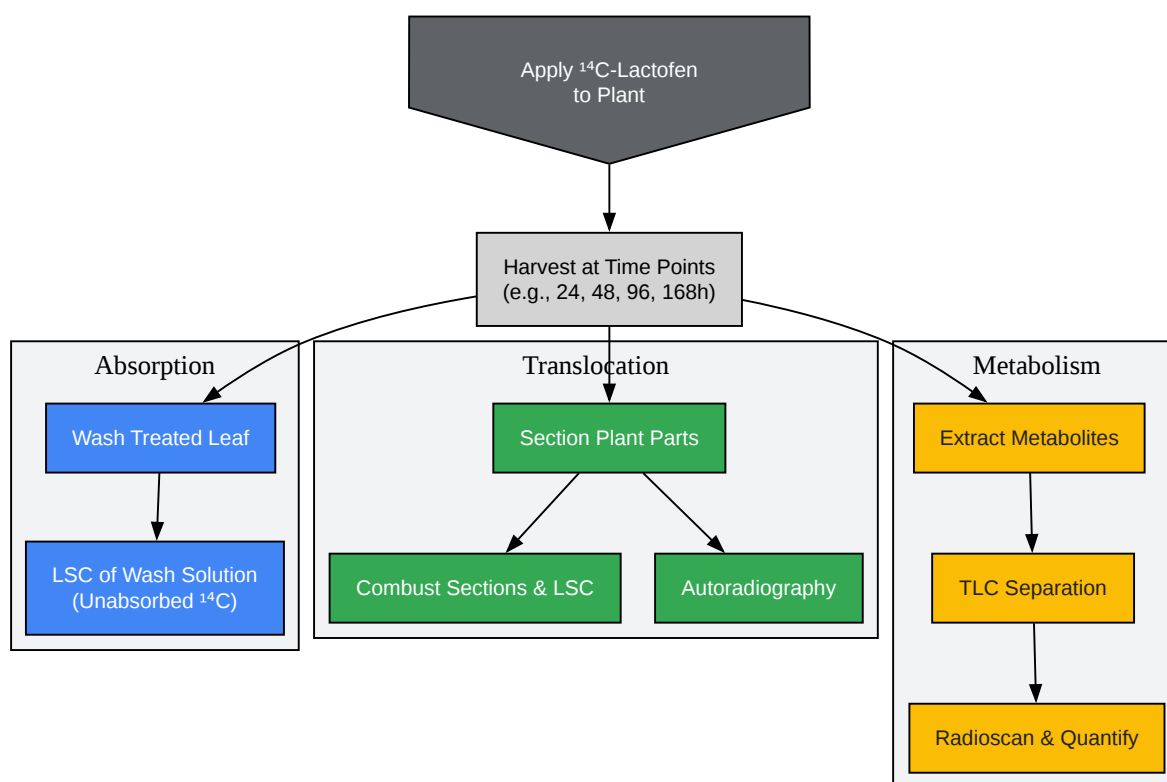 Apply ¹⁴C-Lactofen
to Plant
Harvest at Time Points
(e.g., 24, 48, 96, 168h)
Absorption
Wash Treated Leaf
LSC of Wash Solution
(Unabsorbed ¹⁴C)
Translocation
Section Plant Parts
Combust Sections & LSC
Autoradiography
Metabolism
Extract Metabolites
TLC Separation
Radioscan & Quantify